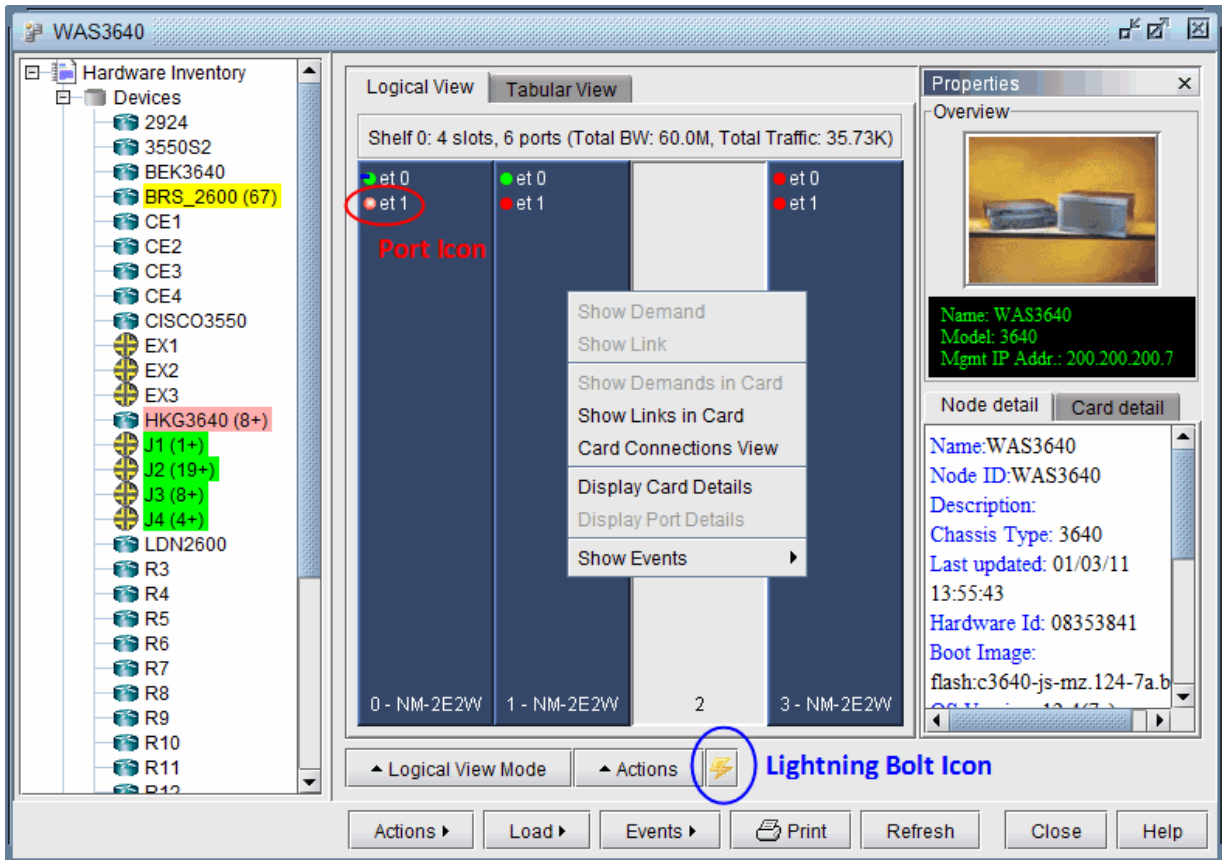 WAS3640
Hardware Inventory
Devices
2924
3550S2
BEK3640
BRS_2600 (67)
CE1
CE2
CE3
CE4
CISCO3550
EX1
EX2
EX3
HKG3640 (8+)
J1 (1+)
J2 (19+)
J3 (8+)
J4 (4+)
LDN2600
R3
R4
R5
R6
R7
R8
R9
R10
R11
R12
Logical View
Tabular View
Shelf 0: 4 slots, 6 ports (Total BW: 60.0M, Total Traffic: 35.73K)
et 0
et 1
Port Icon
et 0
et 1
et 0
et 1
Show Demand
Show Link
Show Demands in Card
Show Links in Card
Card Connections View
Display Card Details
Display Port Details
Show Events
0 - NM-2E2W
1 - NM-2E2W
2
3 - NM-2E2W
Logical View Mode
Actions
Lightning Bolt Icon
Properties
Overview
Name: WAS3640
Model: 3640
Mgmt IP Addr.: 200.200.200.7
Node detail
Card detail
Name:WAS3640
Node ID:WAS3640
Description:
Chassis Type: 3640
Last updated: 01/03/11
13:55:43
Hardware Id: 08353841
Boot Image:
flash:c3640-js-mz.124-7a.b
Actions
Load
Events
Print
Refresh
Close
Help